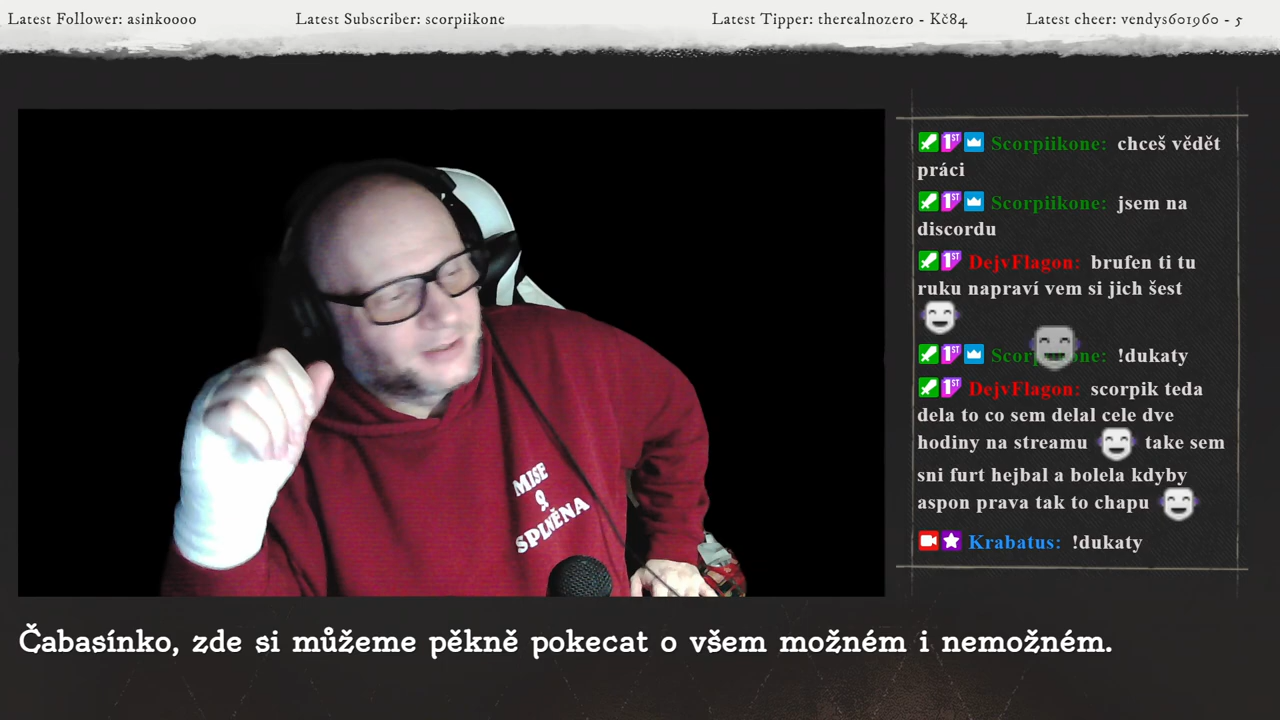 Latest Follower: asinkoooo
Latest Subscriber: scorpiikone
Latest Tipper: therealnozero - Kč84
Latest cheer: vendys601960 - 5
Scorpiikone: chceš vědět
práci
Scorpiikone: jsem na
discordu
DejvFlagon: brufen ti tu
ruku napraví vem si jich šest
Scorpiikone: !dukaty
DejvFlagon: scorpik teda
dela to co sem delal cele dve
hodiny na streamu take sem
sni furt hejbal a bolela kdyby
aspon prava tak to chapu
Krabatus: !dukaty
MISE
SPLNĚNA
Čabasínko, zde si můžeme pěkně pokecat o všem možném i nemožném.